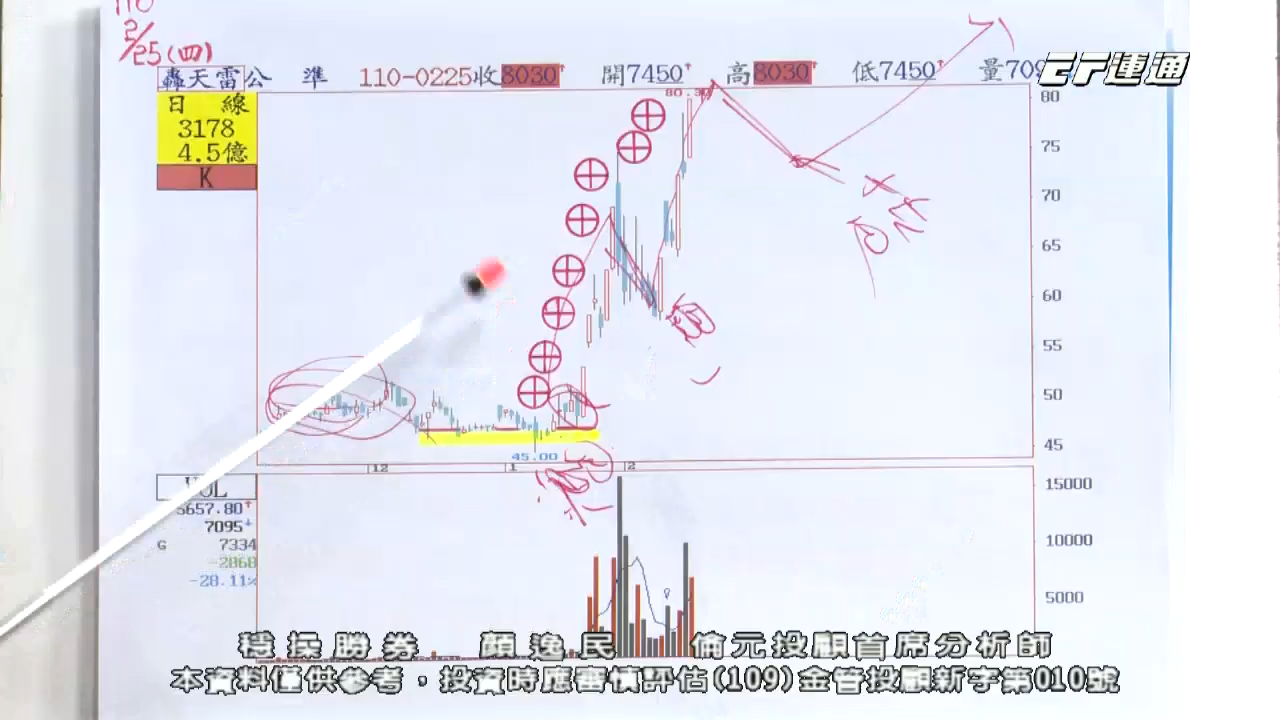 110
2/25(四)
轟天雷公 準 110-0225收8030↑ 開7450↑ 高8030↑ 低7450↑ 量709
CT運通
日 線
3178
4.5億
K
80.30
80
75
70
65
60
55
50
45
45.00
12 1 2
VOL
5657.80↑
7095↓
G 7334
-2868
-28.11%
15000
10000
5000
穩操勝券 顏逸民 倫元投顧首席分析師
本資料僅供參考，投資時應審慎評估(109)金管投顧新字第010號